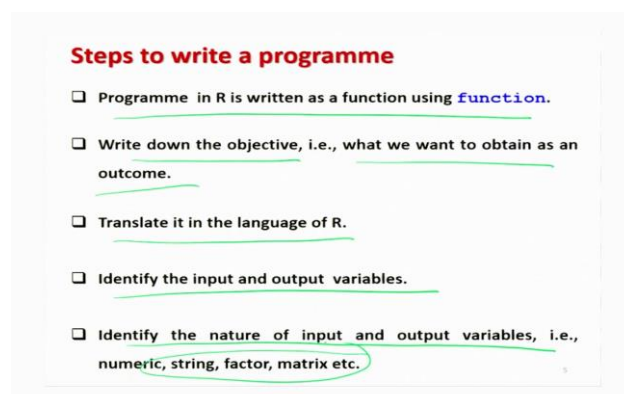 Steps to write a programme
Programme in R is written as a function using function.
Write down the objective, i.e., what we want to obtain as an
outcome.
Translate it in the language of R.
Identify the input and output variables.
Identify the nature of input and output variables, i.e.,
numeric, string, factor, matrix etc.
5